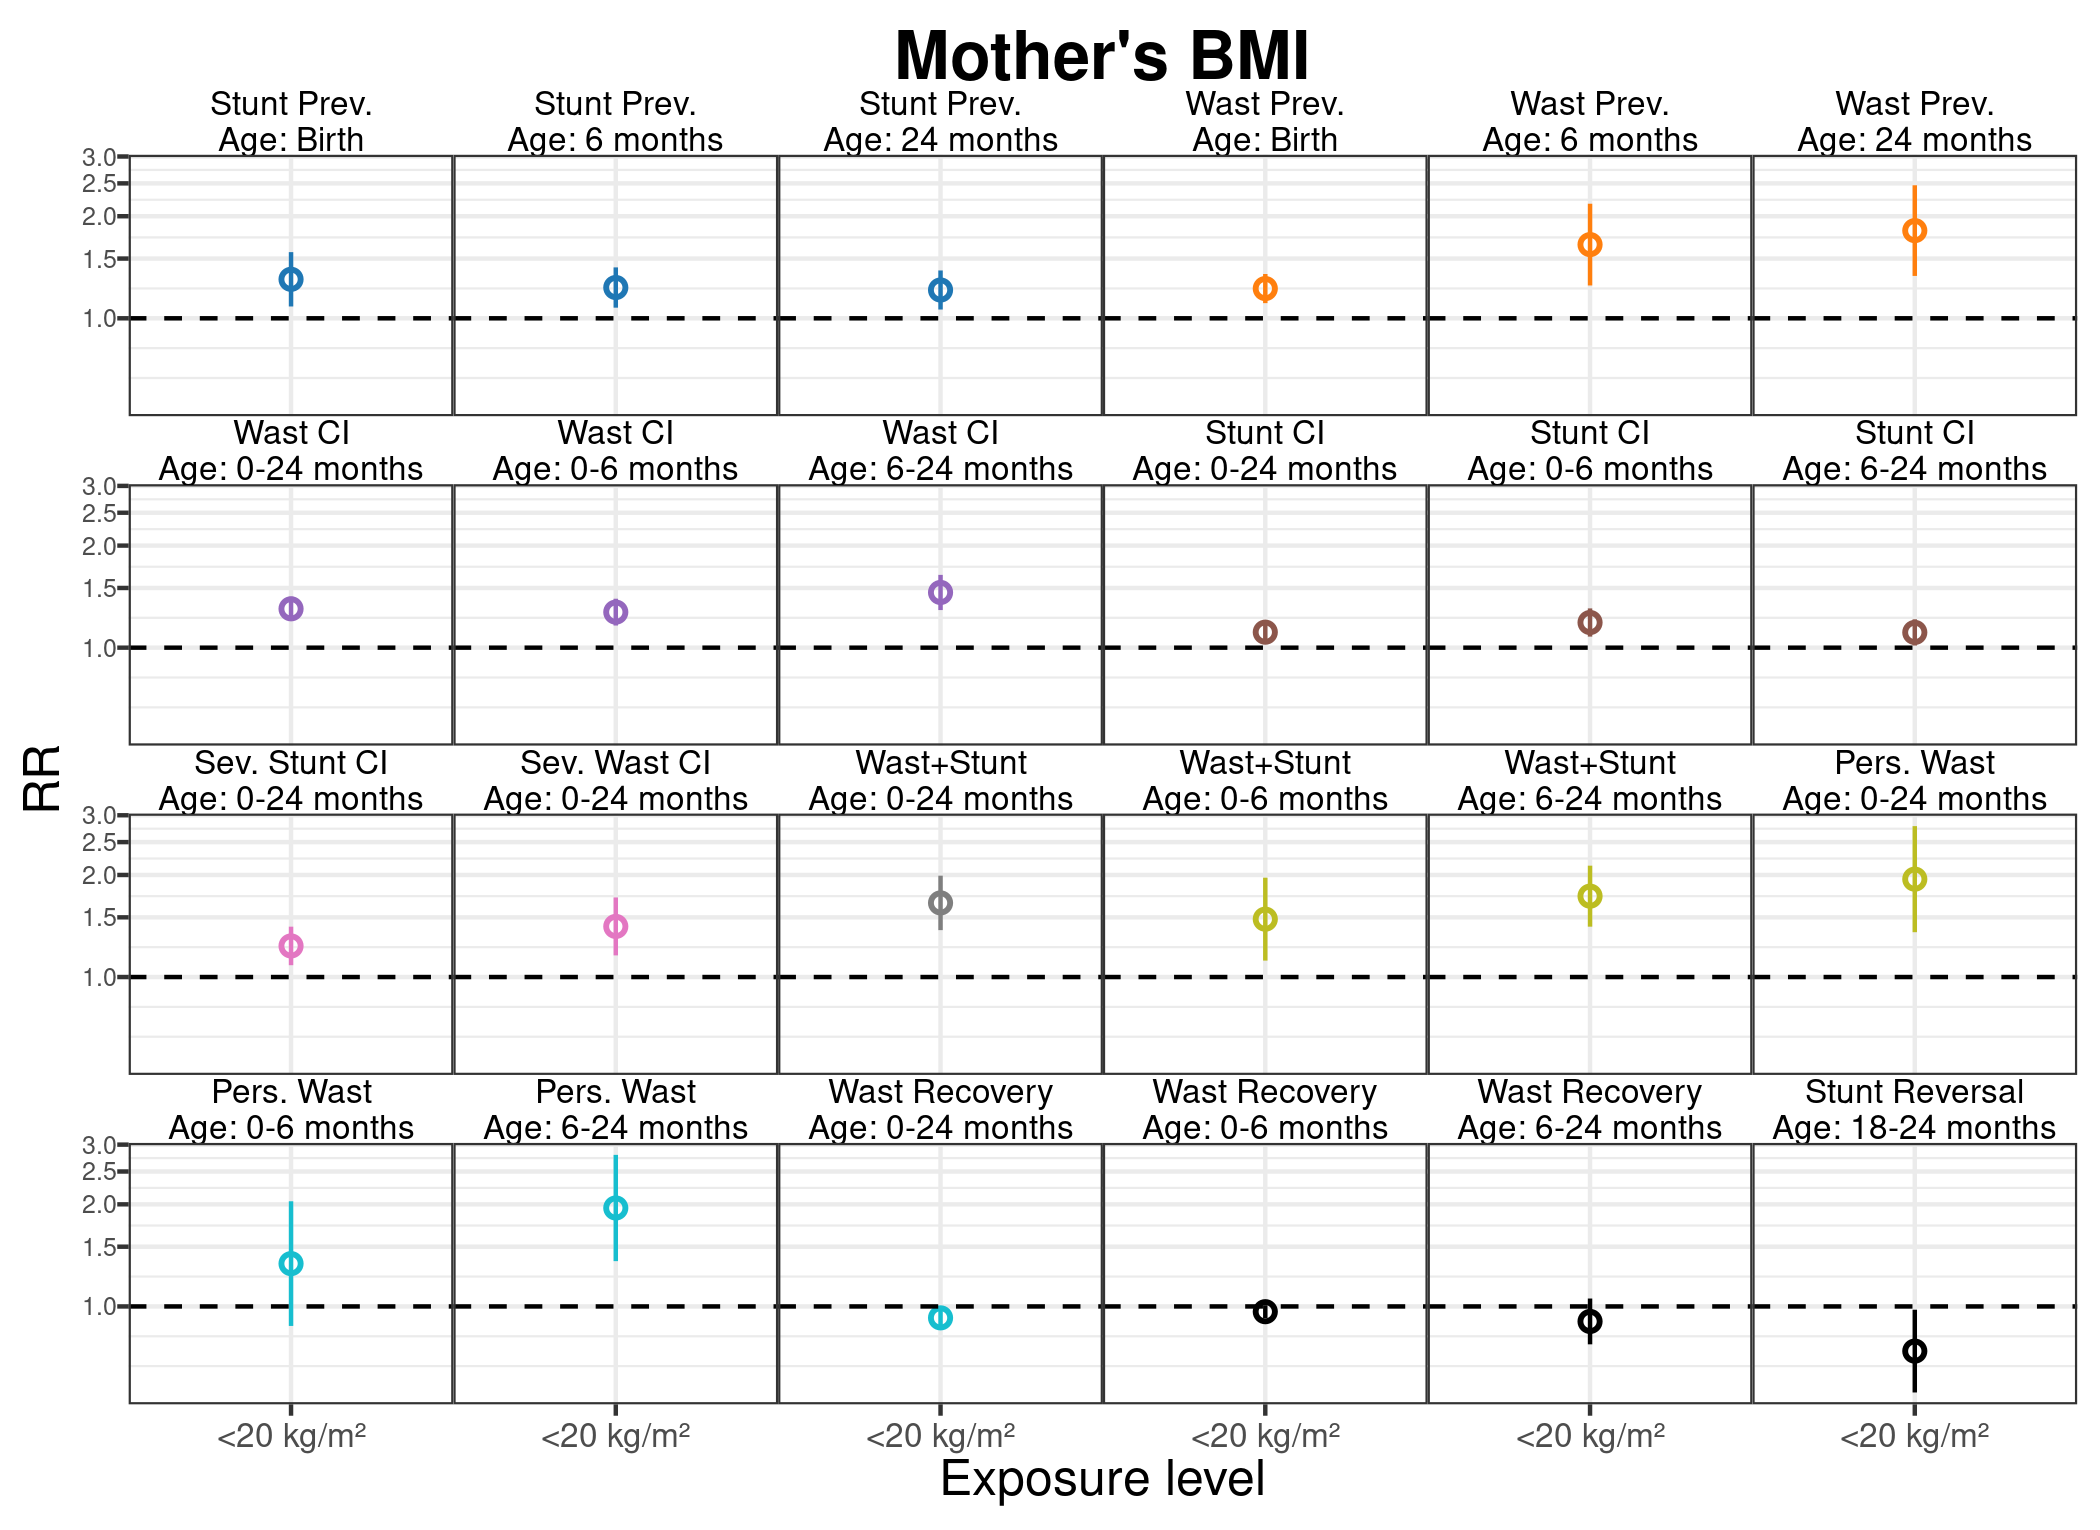 Mother's BMI
Stunt Prev. Stunt Prev. Stunt Prev. Wast Prev. Wast Prev. Wast Prev.
Age: Birth Age: 6 months Age: 24 months Age: Birth Age: 6 months Age: 24 months
3.0
2.5
2.0
1.5
1.0
Wast CI Wast CI Wast CI Stunt CI Stunt CI Stunt CI
Age: 0-24 months Age: 0-6 months Age: 6-24 months Age: 0-24 months Age: 0-6 months Age: 6-24 months
3.0
2.5
2.0
1.5
1.0
RR
Sev. Stunt CI Sev. Wast CI Wast+Stunt Wast+Stunt Wast+Stunt Pers. Wast
Age: 0-24 months Age: 0-24 months Age: 0-24 months Age: 0-6 months Age: 6-24 months Age: 0-24 months
3.0
2.5
2.0
1.5
1.0
Pers. Wast Pers. Wast Wast Recovery Wast Recovery Wast Recovery Stunt Reversal
Age: 0-6 months Age: 6-24 months Age: 0-24 months Age: 0-6 months Age: 6-24 months Age: 18-24 months
3.0
2.5
2.0
1.5
1.0
<20 kg/m² <20 kg/m² <20 kg/m² <20 kg/m² <20 kg/m² <20 kg/m²
Exposure level